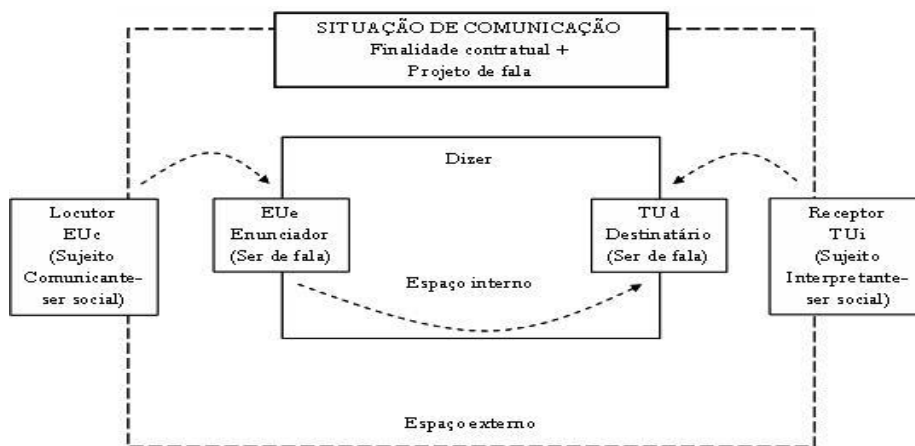 SITUAÇÃO DE COMUNICAÇÃO
Finalidade contratual +
Projeto de fala
Dizer
Locutor
EUc
(Sujeito
Comunicante-
ser social)
EUe
Enunciador
(Ser de fala)
TUd
Destinatário
(Ser de fala)
Receptor
TUi
(Sujeito
Interpretante-
ser social)
Espaço interno
Espaço externo